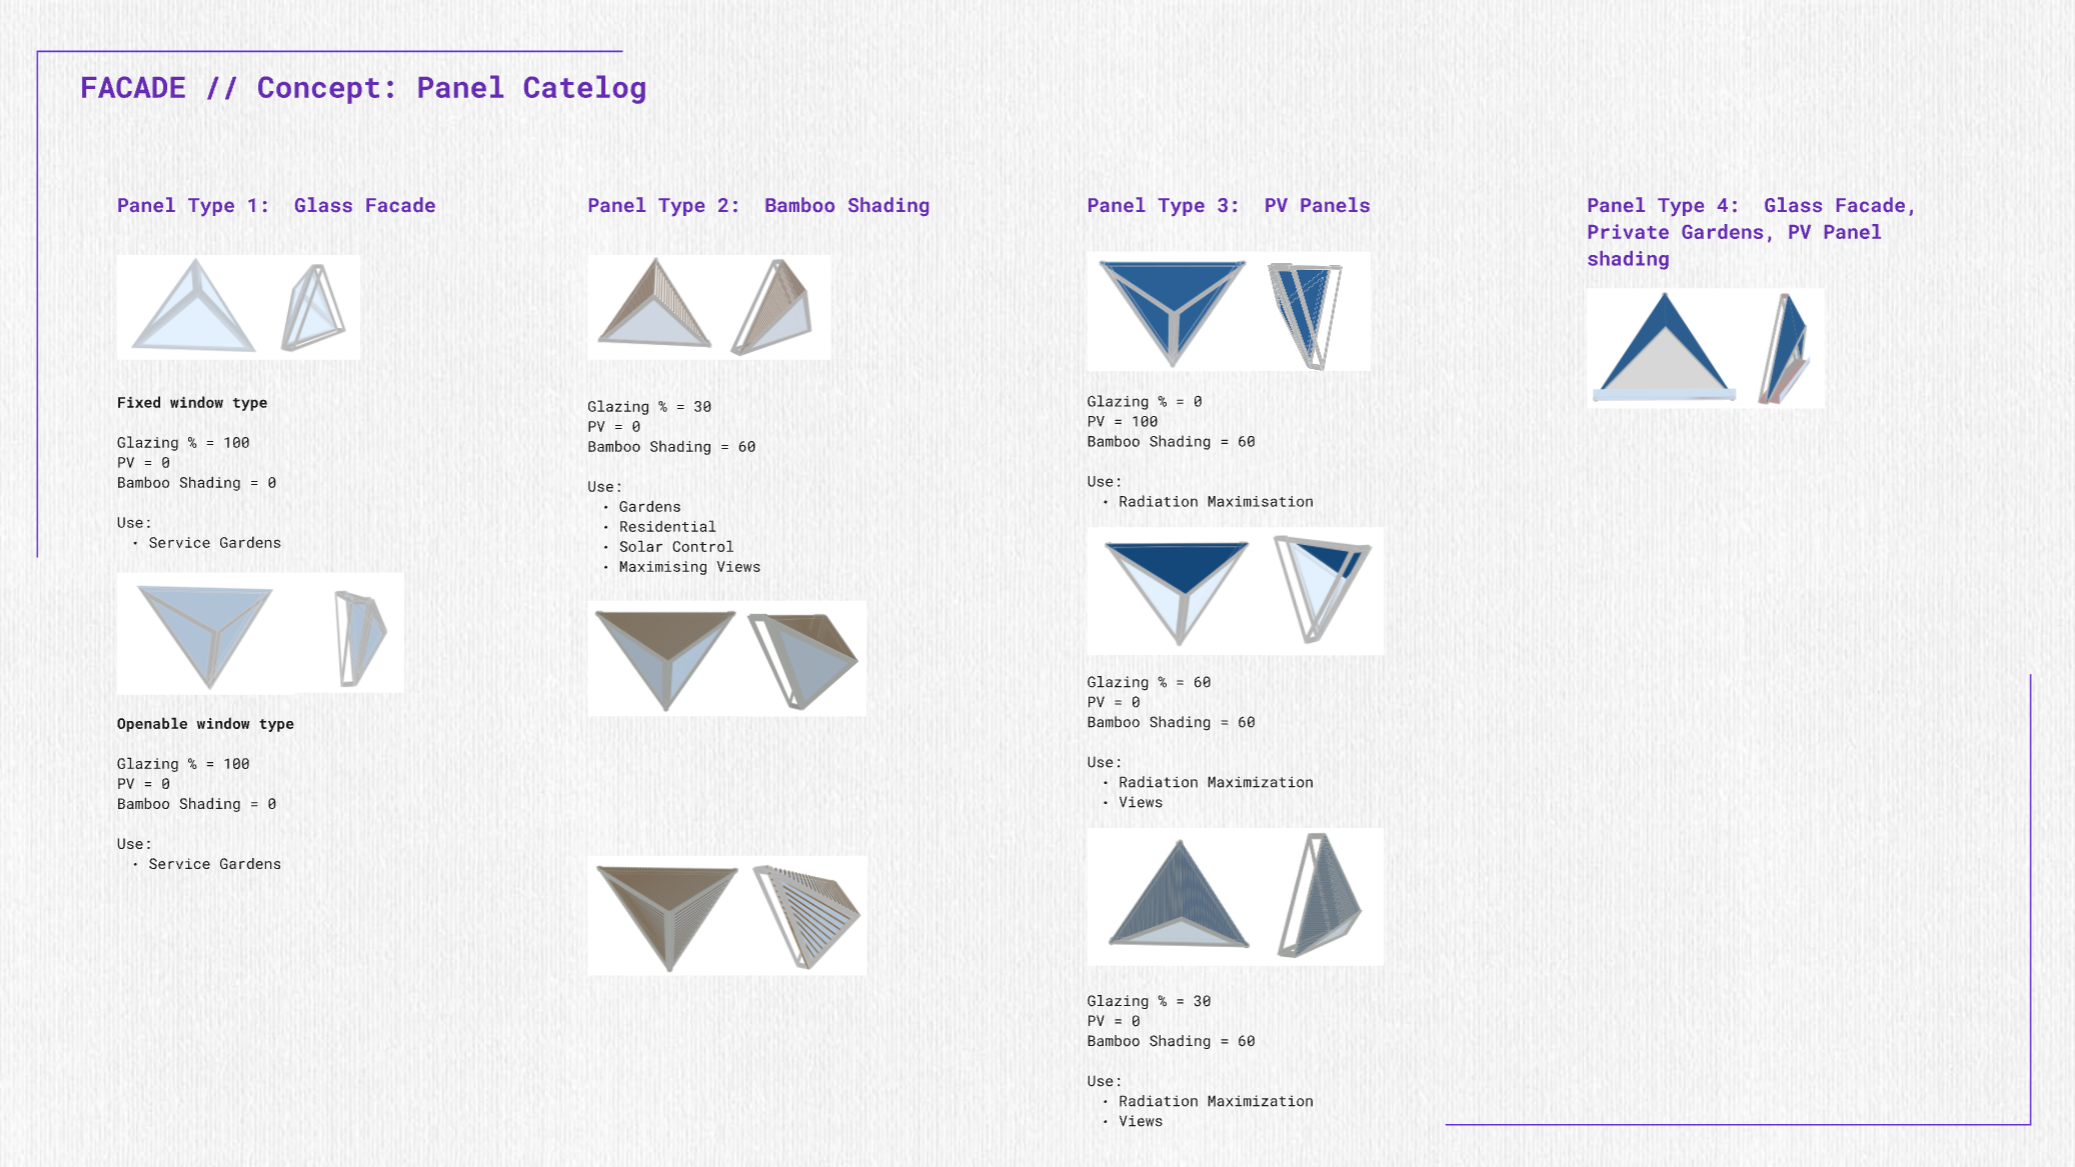 FACADE // Concept: Panel Catelog
Panel Type 1:  Glass Facade
Fixed window type
Glazing % = 100
PV = 0
Bamboo Shading = 0
Use:
• Service Gardens
Openable window type
Glazing % = 100
PV = 0
Bamboo Shading = 0
Use:
• Service Gardens
Panel Type 2:  Bamboo Shading
Glazing % = 30
PV = 0
Bamboo Shading = 60
Use:
• Gardens
• Residential
• Solar Control
• Maximising Views
Panel Type 3:  PV Panels
Glazing % = 0
PV = 100
Bamboo Shading = 60
Use:
• Radiation Maximisation
Glazing % = 60
PV = 0
Bamboo Shading = 60
Use:
• Radiation Maximization
• Views
Glazing % = 30
PV = 0
Bamboo Shading = 60
Use:
• Radiation Maximization
• Views
Panel Type 4:  Glass Facade,
Private Gardens, PV Panel
shading